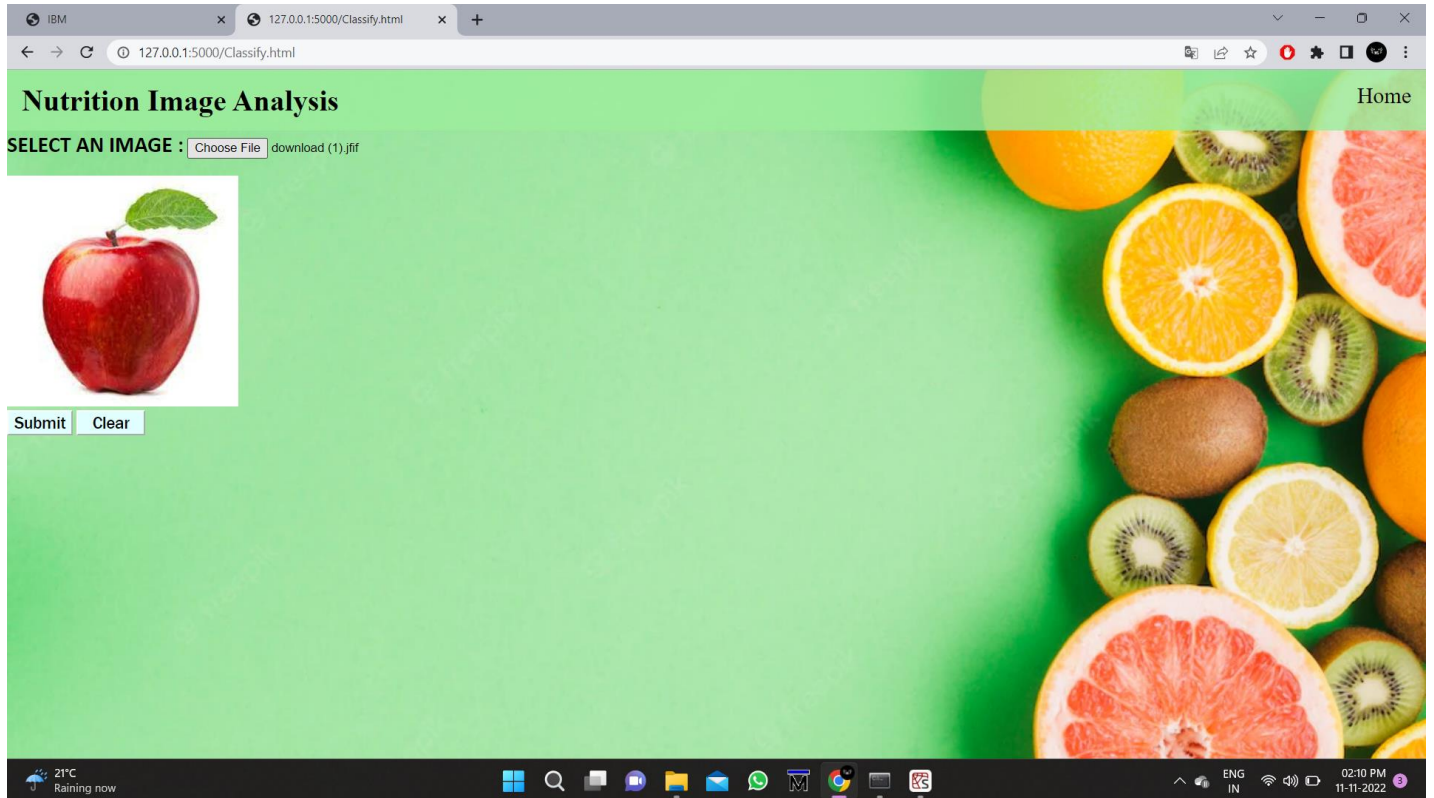 IBM
127.0.0.1:5000/Classify.html
127.0.0.1:5000/Classify.html
Nutrition Image Analysis
Home
SELECT AN IMAGE : Choose File download (1).jfif
Submit Clear
21°C
Raining now
ENG
IN
02:10 PM
11-11-2022
3